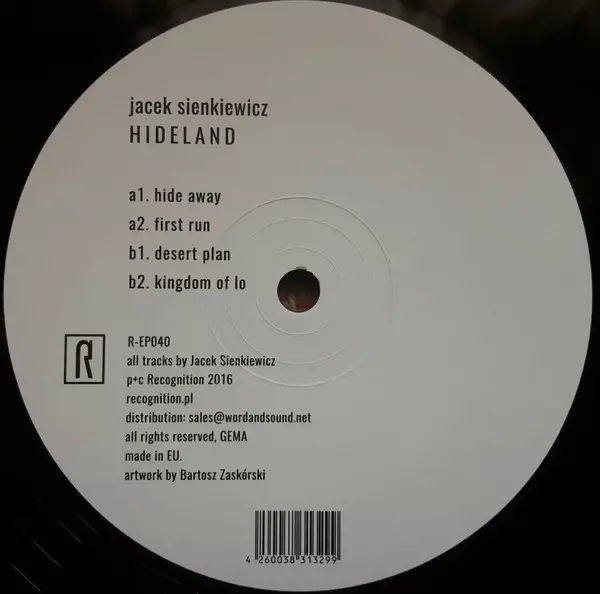 jacek sienkiewicz
HIDELAND
a1. hide away
a2. first run
b1. desert plan
b2. kingdom of lo
R
R-EP040
all tracks by Jacek Sienkiewicz
p+c Recognition 2016
recognition.pl
distribution: sales@wordandsound.net
all rights reserved, GEMA
made in EU.
artwork by Bartosz Zaskórski
4 260038 313299